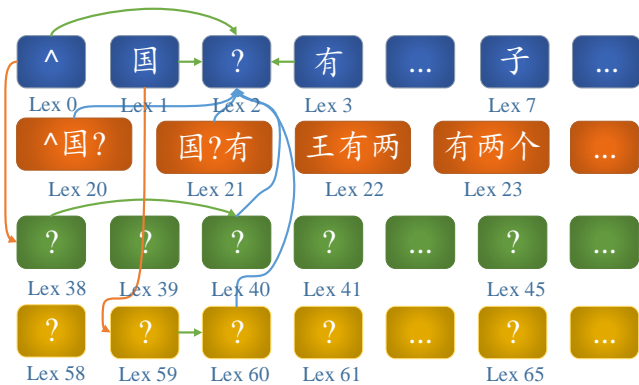 ^ 国 ? 有 ... 子 ...
Lex 0 Lex 1 Lex 2 Lex 3 Lex 7
^国? 国?有 王有两 有两个 ...
Lex 20 Lex 21 Lex 22 Lex 23
? ? ? ? ... ? ...
Lex 38 Lex 39 Lex 40 Lex 41 Lex 45
? ? ? ? ... ? ...
Lex 58 Lex 59 Lex 60 Lex 61 Lex 65